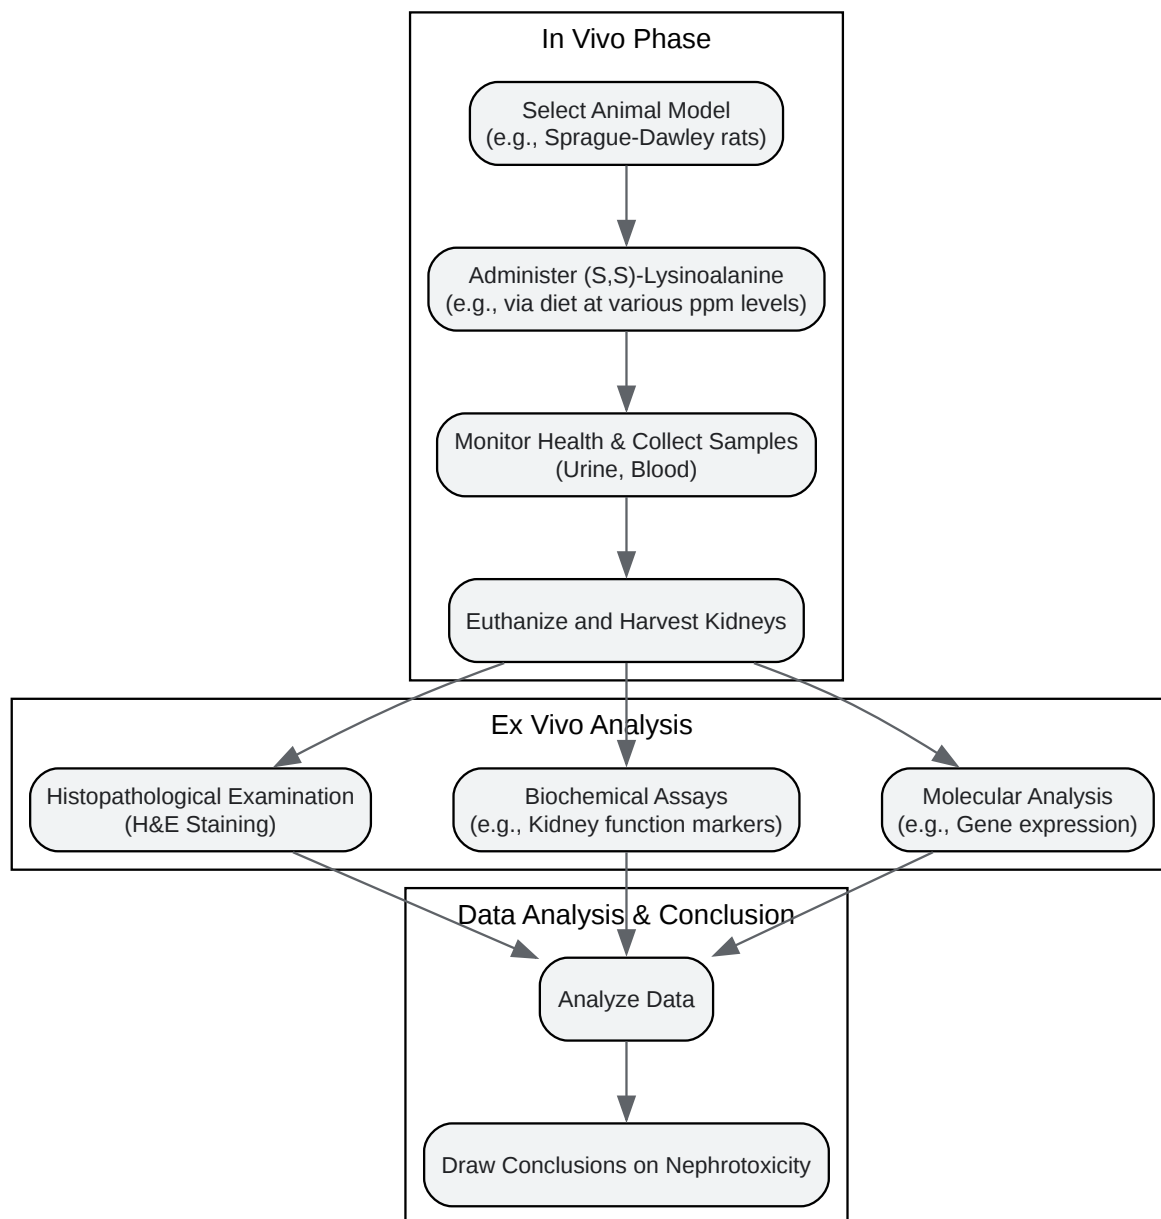 In Vivo Phase
Select Animal Model
(e.g., Sprague-Dawley rats)
Administer (S,S)-Lysinoalanine
(e.g., via diet at various ppm levels)
Monitor Health & Collect Samples
(Urine, Blood)
Euthanize and Harvest Kidneys
Ex Vivo Analysis
Histopathological Examination
(H&E Staining)
Biochemical Assays
(e.g., Kidney function markers)
Molecular Analysis
(e.g., Gene expression)
Data Analysis & Conclusion
Analyze Data
Draw Conclusions on Nephrotoxicity